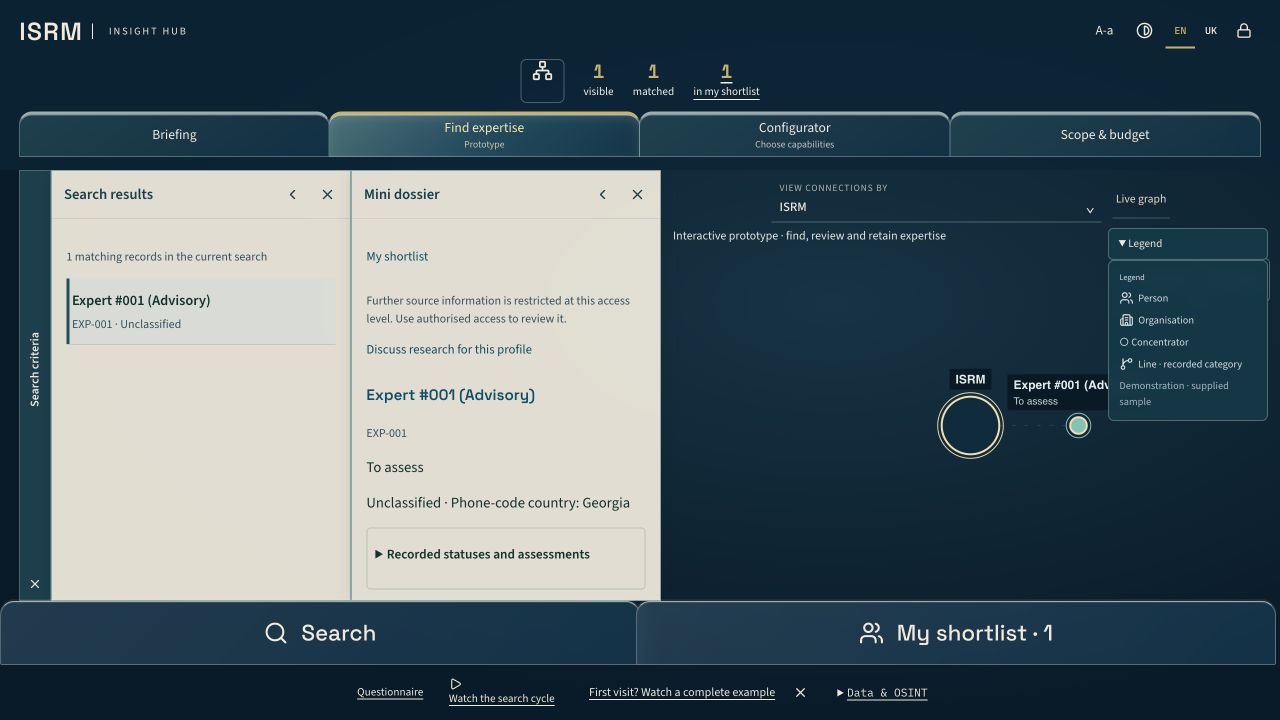 ISRM | INSIGHT HUB
A-a
EN
UK
1
visible
1
matched
1
in my shortlist
Briefing
Find expertise
Prototype
Configurator
Choose capabilities
Scope & budget
Search criteria
Search results
1 matching records in the current search
Expert #001 (Advisory)
EXP-001 · Unclassified
Mini dossier
My shortlist
Further source information is restricted at this access
level. Use authorised access to review it.
Discuss research for this profile
Expert #001 (Advisory)
EXP-001
To assess
Unclassified · Phone-code country: Georgia
Recorded statuses and assessments
VIEW CONNECTIONS BY
ISRM
Live graph
Interactive prototype · find, review and retain expertise
Legend
Legend
Person
Organisation
Concentrator
Line · recorded category
Demonstration · supplied
sample
ISRM
Expert #001 (Adv
To assess
Search
My shortlist · 1
Questionnaire
Watch the search cycle
First visit? Watch a complete example
Data & OSINT